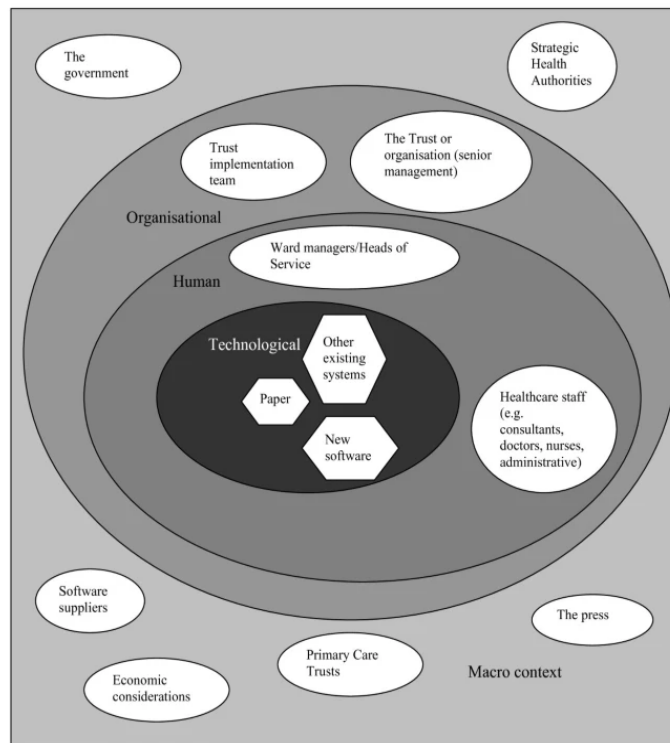 The
government
Strategic
Health
Authorities
Trust
implementation
team
The Trust or
organisation (senior
management)
Organisational
Ward managers/Heads of
Service
Human
Technological
Other
existing
systems
Paper
New
software
Healthcare staff
(e.g.
consultants,
doctors, nurses,
administrative)
Software
suppliers
The press
Primary Care
Trusts
Macro context
Economic
considerations